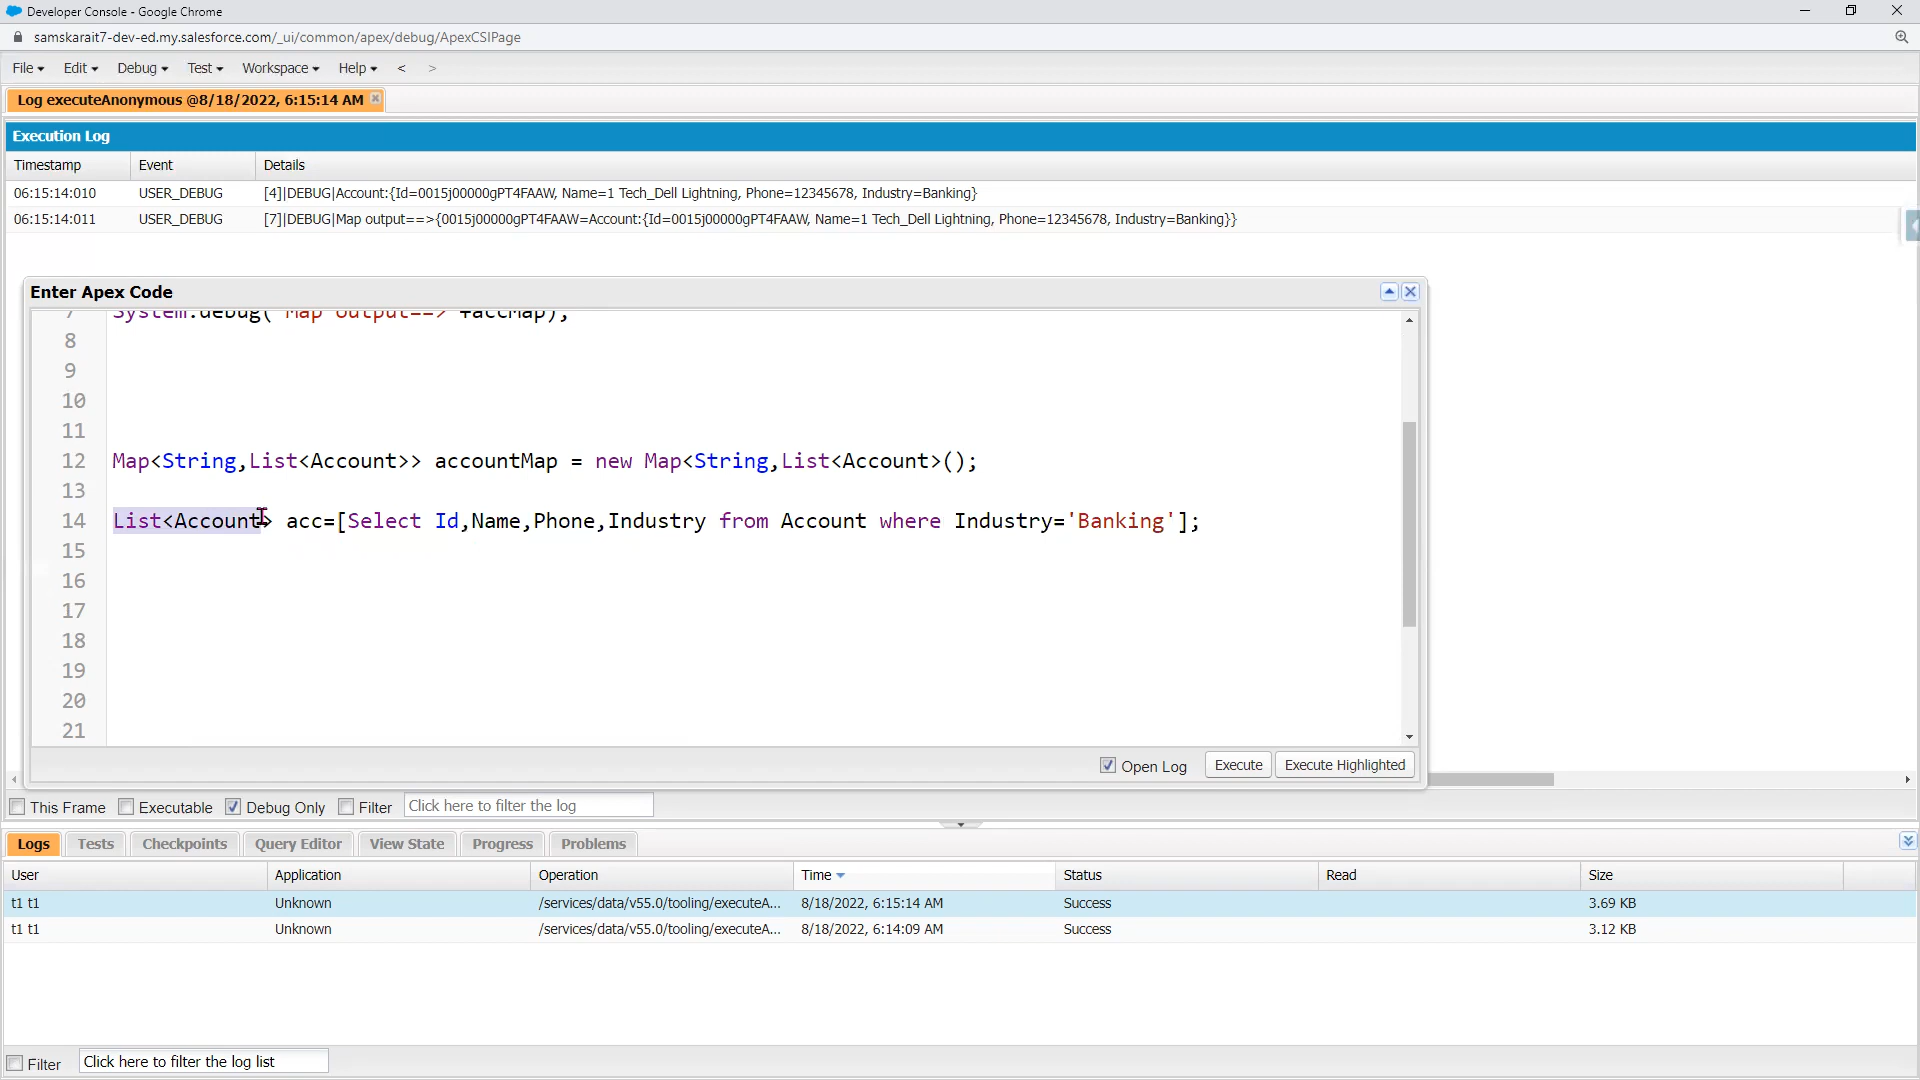 Developer Console - Google Chrome
samskarait7-dev-ed.my.salesforce.com/_ui/common/apex/debug/ApexCSIPage
File Edit Debug Test Workspace Help < >
Log executeAnonymous @8/18/2022, 6:15:14 AM
Execution Log
Timestamp Event Details
06:15:14:010 USER_DEBUG [4]|DEBUG|Account:{Id=0015j00000gPT4FAAW, Name=1 Tech_Dell Lightning, Phone=12345678, Industry=Banking}
06:15:14:011 USER_DEBUG [7]|DEBUG|Map output==>{0015j00000gPT4FAAW=Account:{Id=0015j00000gPT4FAAW, Name=1 Tech_Dell Lightning, Phone=12345678, Industry=Banking}}
Enter Apex Code
7 System.debug('Map output==>'+accMap);
8
9
10
11
12 Map<String,List<Account>> accountMap = new Map<String,List<Account>();
13
14 List<Account> acc=[Select Id,Name,Phone,Industry from Account where Industry='Banking'];
15
16
17
18
19
20
21
Open Log Execute Execute Highlighted
This Frame Executable Debug Only Filter Click here to filter the log
Logs Tests Checkpoints Query Editor View State Progress Problems
User Application Operation Time Status Read Size
t1 t1 Unknown /services/data/v55.0/tooling/executeA... 8/18/2022, 6:15:14 AM Success 3.69 KB
t1 t1 Unknown /services/data/v55.0/tooling/executeA... 8/18/2022, 6:14:09 AM Success 3.12 KB
Filter Click here to filter the log list